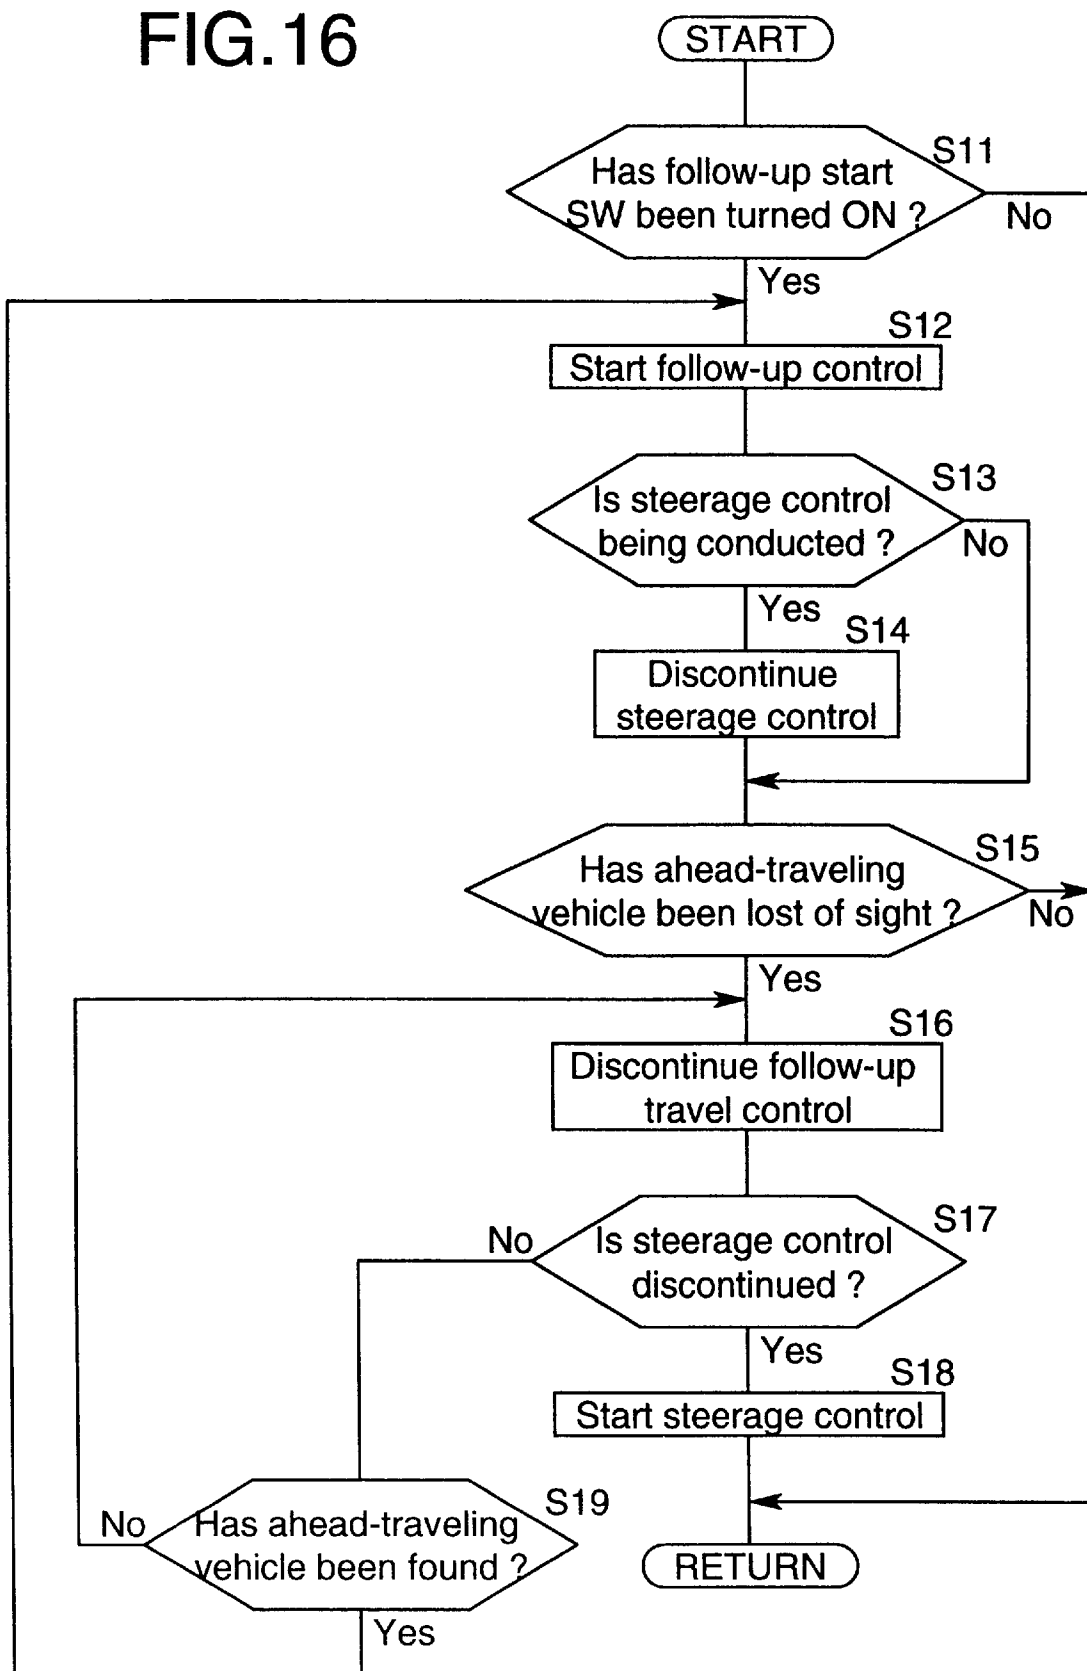 FIG.16
START
S11
Has follow-up start
SW been turned ON ?
No
Yes
S12
Start follow-up control
S13
Is steerage control
being conducted ?
No
Yes
S14
Discontinue
steerage control
S15
Has ahead-traveling
vehicle been lost of sight ?
No
Yes
S16
Discontinue follow-up
travel control
S17
No
Is steerage control
discontinued ?
Yes
S18
Start steerage control
S19
No
Has ahead-traveling
vehicle been found ?
RETURN
Yes